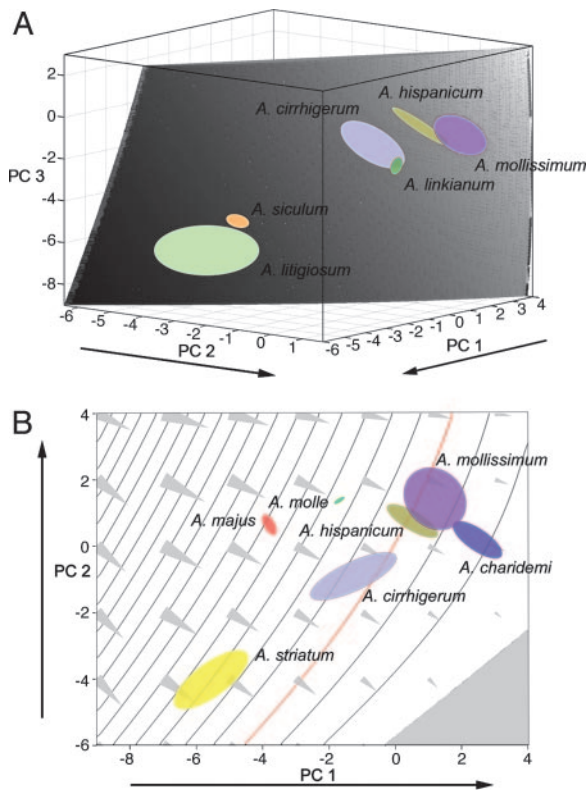 A
A. hispanicum
A. cirrhigerum
A. mollissimum
A. linkianum
A. siculum
A. litigiosum
2
0
-2
PC 3
-4
-6
-8
-6 -5 -4 -3 -2 -1 0 1
PC 2
-6 -5 -4 -3 -2 -1 0 1 2 3 4
PC 1
B
4
2
0
PC 2
-2
-4
-6
A. mollissimum
A. molle
A. majus
A. hispanicum
A. charidemi
A. cirrhigerum
A. striatum
-8 -6 -4 -2 0 2 4
PC 1